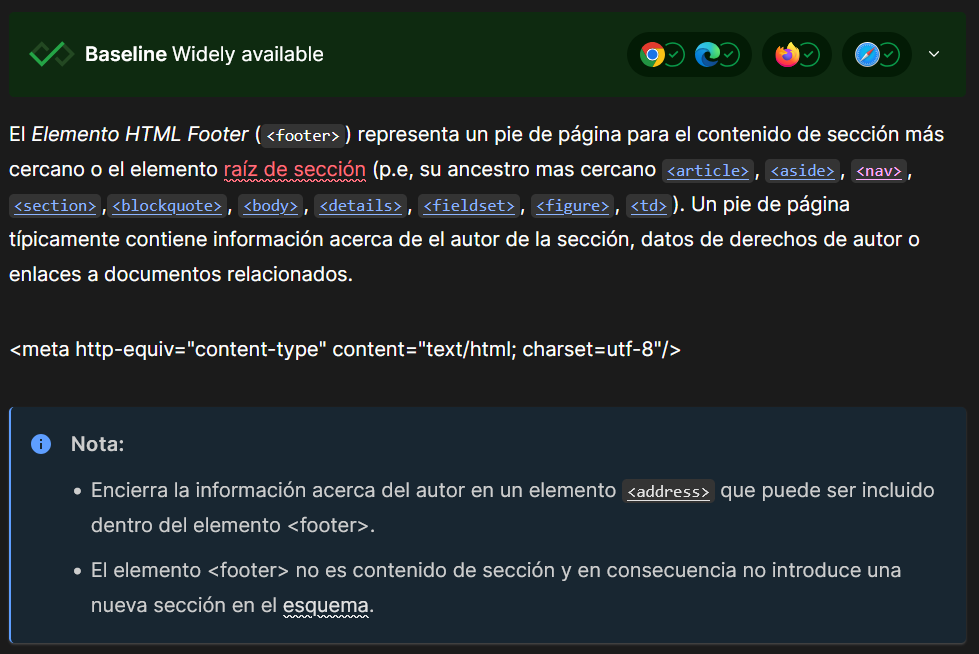 Baseline Widely available
El Elemento HTML Footer (<footer>) representa un pie de página para el contenido de sección más
cercano o el elemento raíz de sección (p.e, su ancestro mas cercano <article>, <aside>, <nav>,
<section>,<blockquote>, <body>, <details>, <fieldset>, <figure>, <td>). Un pie de página
típicamente contiene información acerca de el autor de la sección, datos de derechos de autor o
enlaces a documentos relacionados.
<meta http-equiv="content-type" content="text/html; charset=utf-8"/>
Nota:
• Encierra la información acerca del autor en un elemento <address> que puede ser incluido
dentro del elemento <footer>.
• El elemento <footer> no es contenido de sección y en consecuencia no introduce una
nueva sección en el esquema.